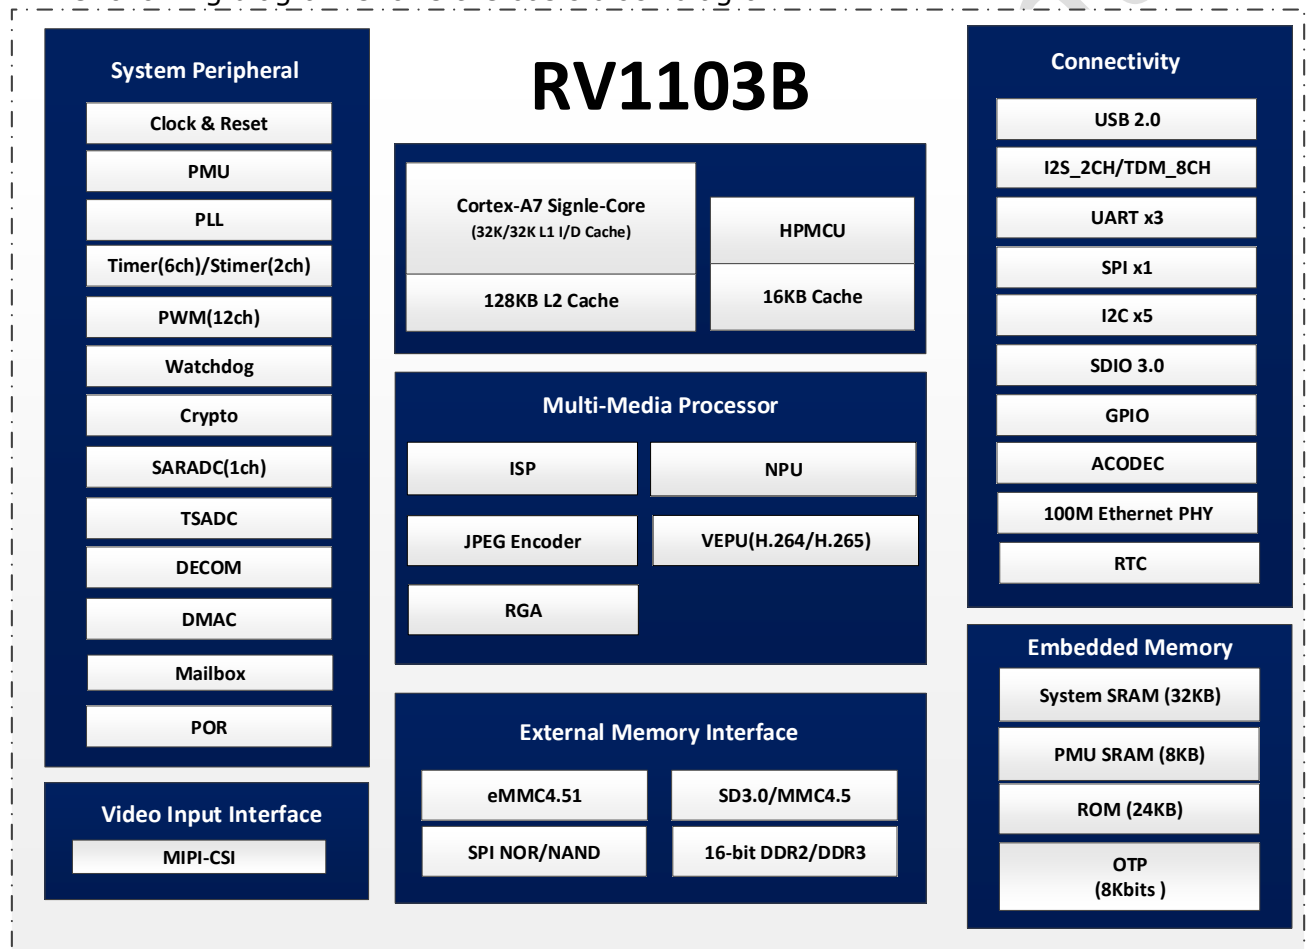 RV1103B
System Peripheral
Clock & Reset
PMU
PLL
Timer(6ch)/Stimer(2ch)
PWM(12ch)
Watchdog
Crypto
SARADC(1ch)
TSADC
DECOM
DMAC
Mailbox
POR
Video Input Interface
MIPI-CSI
Cortex-A7 Signle-Core
(32K/32K L1 I/D Cache)
128KB L2 Cache
HPMCU
16KB Cache
Multi-Media Processor
ISP
NPU
JPEG Encoder
VEPU(H.264/H.265)
RGA
External Memory Interface
eMMC4.51
SD3.0/MMC4.5
SPI NOR/NAND
16-bit DDR2/DDR3
Connectivity
USB 2.0
I2S_2CH/TDM_8CH
UART x3
SPI x1
I2C x5
SDIO 3.0
GPIO
ACODEC
100M Ethernet PHY
RTC
Embedded Memory
System SRAM (32KB)
PMU SRAM (8KB)
ROM (24KB)
OTP
(8Kbits )